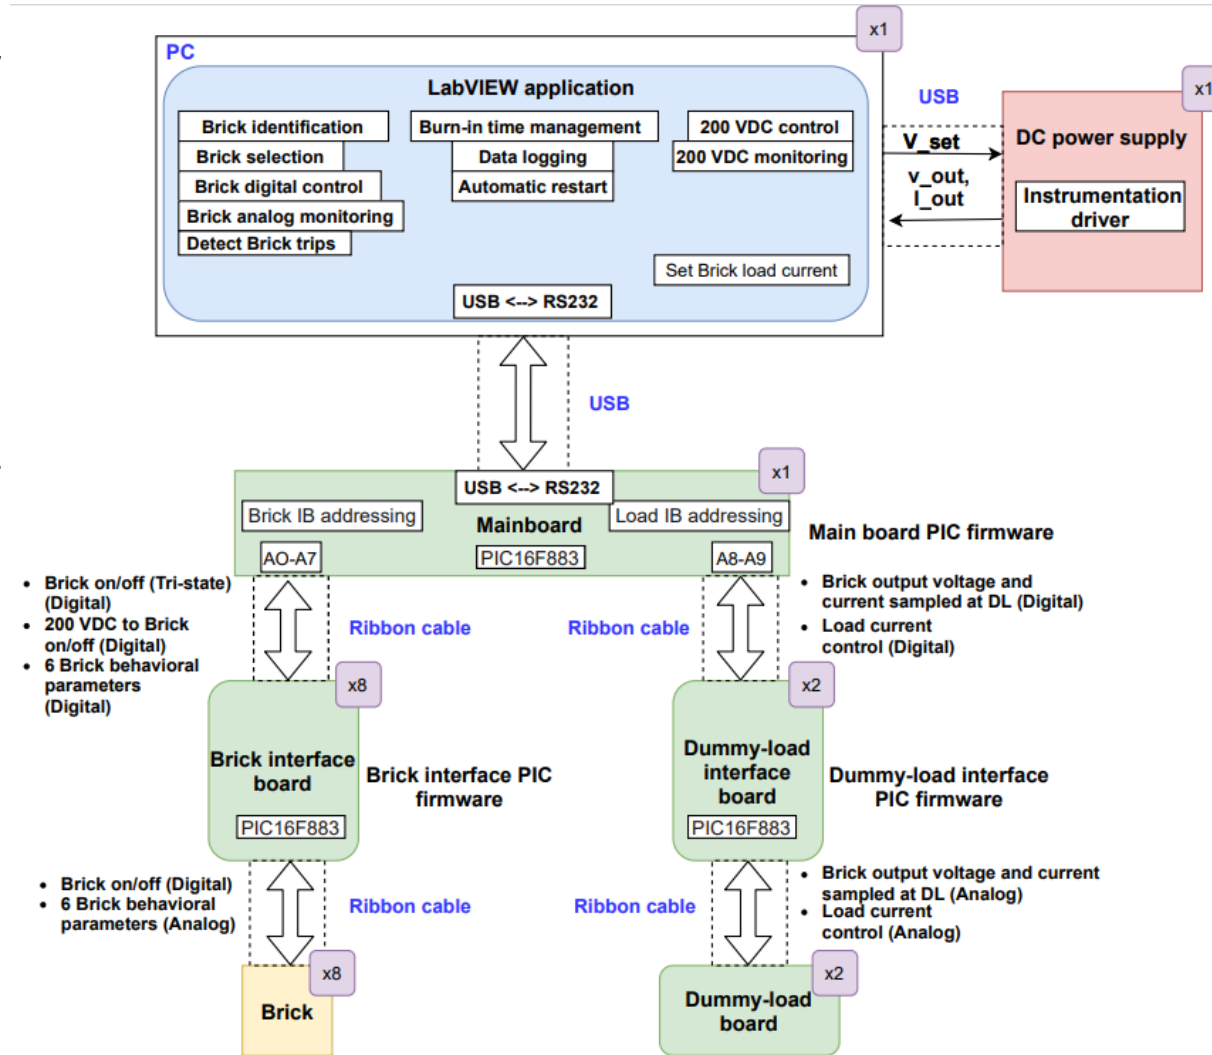 x1
PC
LabVIEW application
Brick identification
Brick selection
Brick digital control
Brick analog monitoring
Detect Brick trips
Burn-in time management
Data logging
Automatic restart
200 VDC control
200 VDC monitoring
Set Brick load current
USB <--> RS232
USB
V_set
v_out,
I_out
x1
DC power supply
Instrumentation
driver
USB
x1
USB <--> RS232
Brick IB addressing
Mainboard
Load IB addressing
AO-A7
PIC16F883
A8-A9
Main board PIC firmware
• Brick on/off (Tri-state)
(Digital)
• 200 VDC to Brick
on/off (Digital)
• 6 Brick behavioral
parameters
(Digital)
Ribbon cable
Ribbon cable
• Brick output voltage and
current sampled at DL (Digital)
• Load current
control (Digital)
x8
Brick interface
board
PIC16F883
Brick interface PIC
firmware
x2
Dummy-load
interface
board
PIC16F883
Dummy-load interface
PIC firmware
• Brick on/off (Digital)
• 6 Brick behavioral
parameters (Analog)
Ribbon cable
Ribbon cable
• Brick output voltage and current
sampled at DL (Analog)
• Load current
control (Analog)
x8
Brick
x2
Dummy-load
board